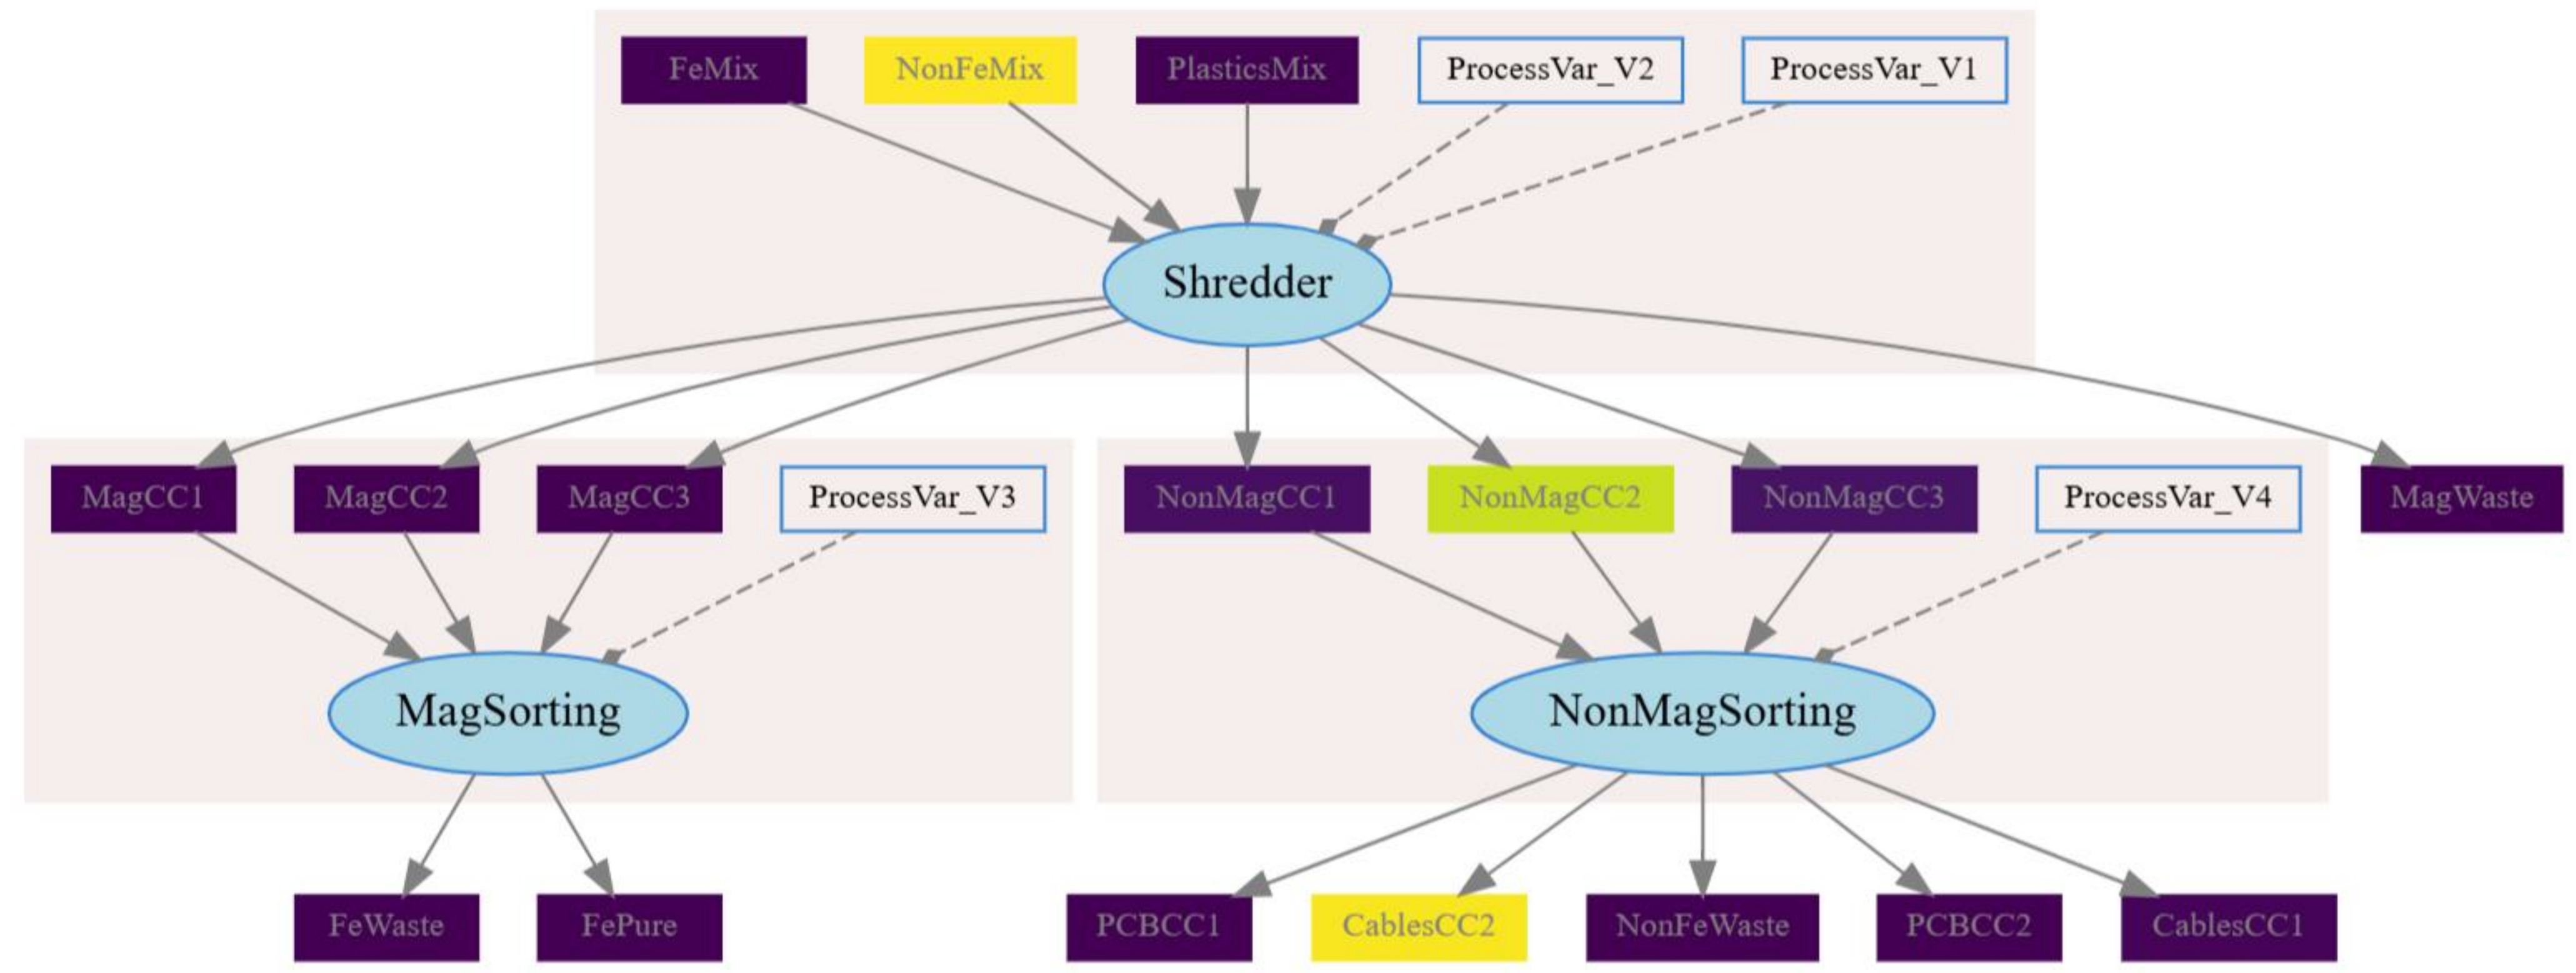 FeMix
NonFeMix
PlasticsMix
ProcessVar_V2
ProcessVar_V1
Shredder
MagCC1
MagCC2
MagCC3
ProcessVar_V3
NonMagCC1
NonMagCC2
NonMagCC3
ProcessVar_V4
MagWaste
MagSorting
NonMagSorting
FeWaste
FePure
PCBCC1
CablesCC2
NonFeWaste
PCBCC2
CablesCC1